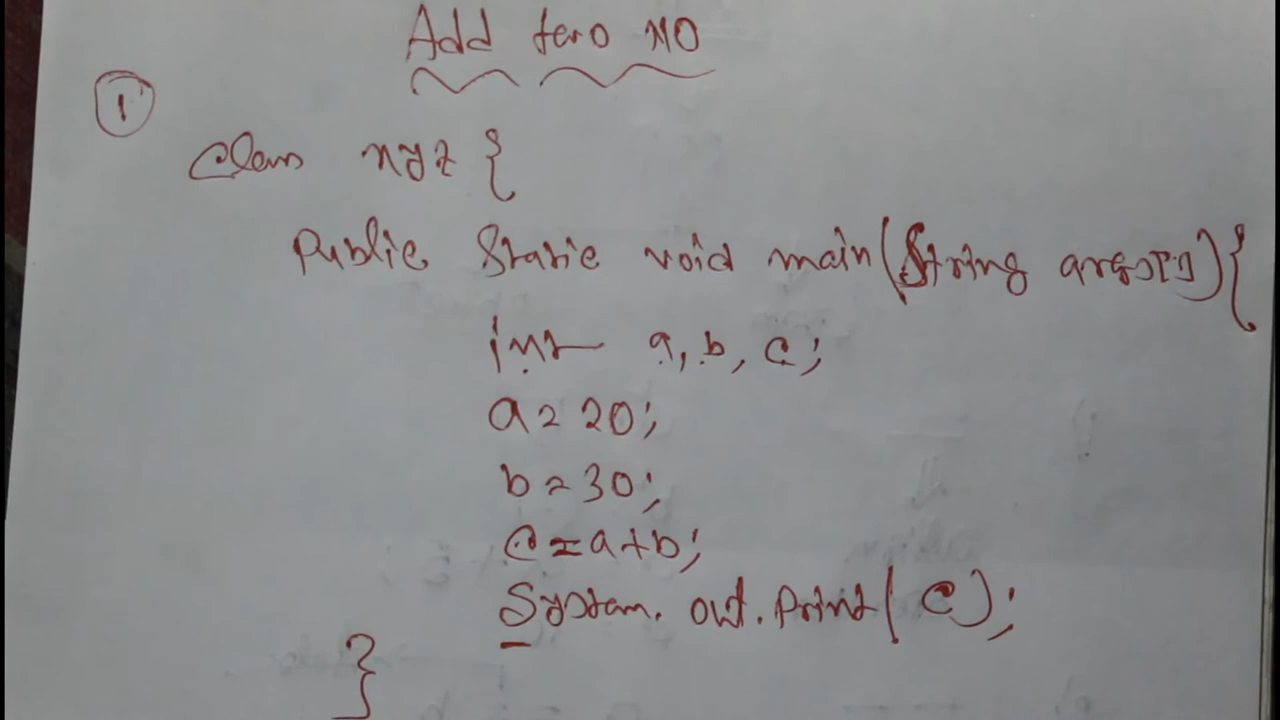 Add two NO
1
Class xyz {
Public Static void main(String args[]){
int a, b, c;
a = 20;
b = 30;
c = a+b;
System. out. Print( c);
}